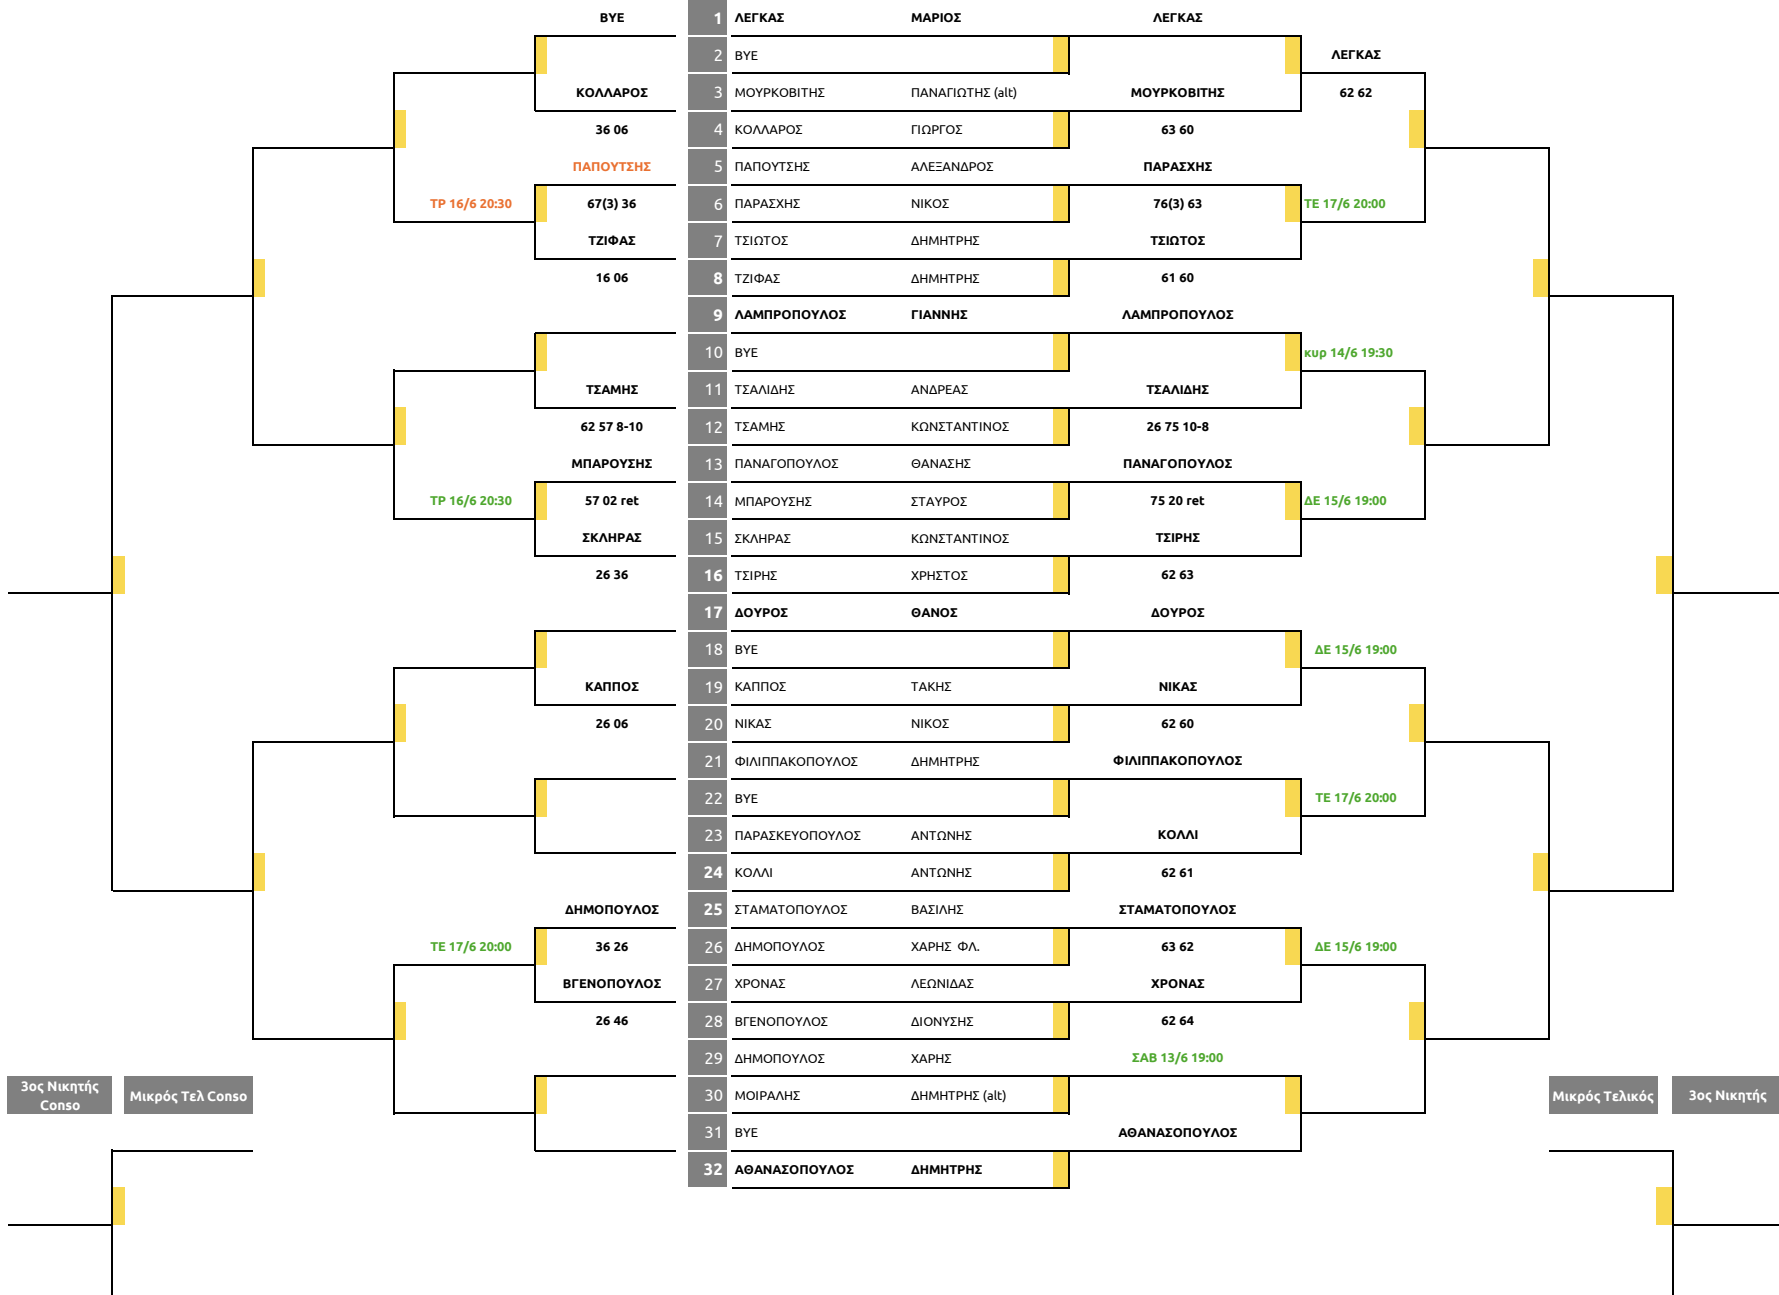 BYE 1 ΛΕΓΚΑΣ ΜΑΡΙΟΣ ΛΕΓΚΑΣ
2 BYE ΛΕΓΚΑΣ
ΚΟΛΛΑΡΟΣ 3 ΜΟΥΡΚΟΒΙΤΗΣ ΠΑΝΑΓΙΩΤΗΣ (alt) ΜΟΥΡΚΟΒΙΤΗΣ 62 62
36 06 4 ΚΟΛΛΑΡΟΣ ΓΙΩΡΓΟΣ 63 60
ΠΑΠΟΥΤΣΗΣ 5 ΠΑΠΟΥΤΣΗΣ ΑΛΕΞΑΝΔΡΟΣ ΠΑΡΑΣΧΗΣ
ΤΡ 16/6 20:30 67(3) 36 6 ΠΑΡΑΣΧΗΣ ΝΙΚΟΣ 76(3) 63 ΤΕ 17/6 20:00
ΤΖΙΦΑΣ 7 ΤΣΙΩΤΟΣ ΔΗΜΗΤΡΗΣ ΤΣΙΩΤΟΣ
16 06 8 ΤΖΙΦΑΣ ΔΗΜΗΤΡΗΣ 61 60
9 ΛΑΜΠΡΟΠΟΥΛΟΣ ΓΙΑΝΝΗΣ ΛΑΜΠΡΟΠΟΥΛΟΣ
10 BYE κυρ 14/6 19:30
ΤΣΑΜΗΣ 11 ΤΣΑΛΙΔΗΣ ΑΝΔΡΕΑΣ ΤΣΑΛΙΔΗΣ
62 57 8-10 12 ΤΣΑΜΗΣ ΚΩΝΣΤΑΝΤΙΝΟΣ 26 75 10-8
ΜΠΑΡΟΥΣΗΣ 13 ΠΑΝΑΓΟΠΟΥΛΟΣ ΘΑΝΑΣΗΣ ΠΑΝΑΓΟΠΟΥΛΟΣ
ΤΡ 16/6 20:30 57 02 ret 14 ΜΠΑΡΟΥΣΗΣ ΣΤΑΥΡΟΣ 75 20 ret ΔΕ 15/6 19:00
ΣΚΛΗΡΑΣ 15 ΣΚΛΗΡΑΣ ΚΩΝΣΤΑΝΤΙΝΟΣ ΤΣΙΡΗΣ
26 36 16 ΤΣΙΡΗΣ ΧΡΗΣΤΟΣ 62 63
17 ΔΟΥΡΟΣ ΘΑΝΟΣ ΔΟΥΡΟΣ
18 BYE ΔΕ 15/6 19:00
ΚΑΠΠΟΣ 19 ΚΑΠΠΟΣ ΤΑΚΗΣ ΝΙΚΑΣ
26 06 20 ΝΙΚΑΣ ΝΙΚΟΣ 62 60
21 ΦΙΛΙΠΠΑΚΟΠΟΥΛΟΣ ΔΗΜΗΤΡΗΣ ΦΙΛΙΠΠΑΚΟΠΟΥΛΟΣ
22 BYE ΤΕ 17/6 20:00
23 ΠΑΡΑΣΚΕΥΟΠΟΥΛΟΣ ΑΝΤΩΝΗΣ ΚΟΛΛΙ
24 ΚΟΛΛΙ ΑΝΤΩΝΗΣ 62 61
ΔΗΜΟΠΟΥΛΟΣ 25 ΣΤΑΜΑΤΟΠΟΥΛΟΣ ΒΑΣΙΛΗΣ ΣΤΑΜΑΤΟΠΟΥΛΟΣ
ΤΕ 17/6 20:00 36 26 26 ΔΗΜΟΠΟΥΛΟΣ ΧΑΡΗΣ ΦΛ. 63 62 ΔΕ 15/6 19:00
ΒΓΕΝΟΠΟΥΛΟΣ 27 ΧΡΟΝΑΣ ΛΕΩΝΙΔΑΣ ΧΡΟΝΑΣ
26 46 28 ΒΓΕΝΟΠΟΥΛΟΣ ΔΙΟΝΥΣΗΣ 62 64
29 ΔΗΜΟΠΟΥΛΟΣ ΧΑΡΗΣ ΣΑΒ 13/6 19:00
3ος Νικητής
Conso
Μικρός Τελ Conso 30 ΜΟΙΡΑΛΗΣ ΔΗΜΗΤΡΗΣ (alt) Μικρός Τελικός 3ος Νικητής
31 BYE ΑΘΑΝΑΣΟΠΟΥΛΟΣ
32 ΑΘΑΝΑΣΟΠΟΥΛΟΣ ΔΗΜΗΤΡΗΣ